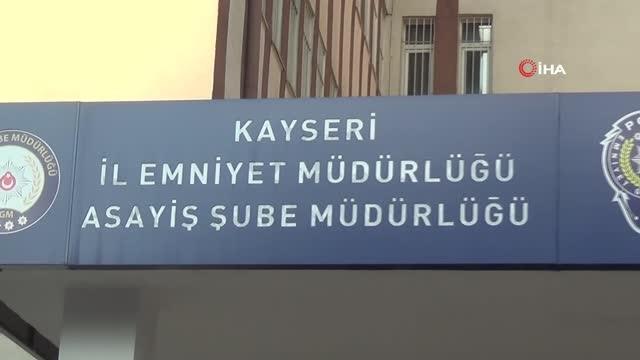 İHA
KAYSERİ
İL EMNİYET MÜDÜRLÜĞÜ
ASAYİŞ ŞUBE MÜDÜRLÜĞÜ